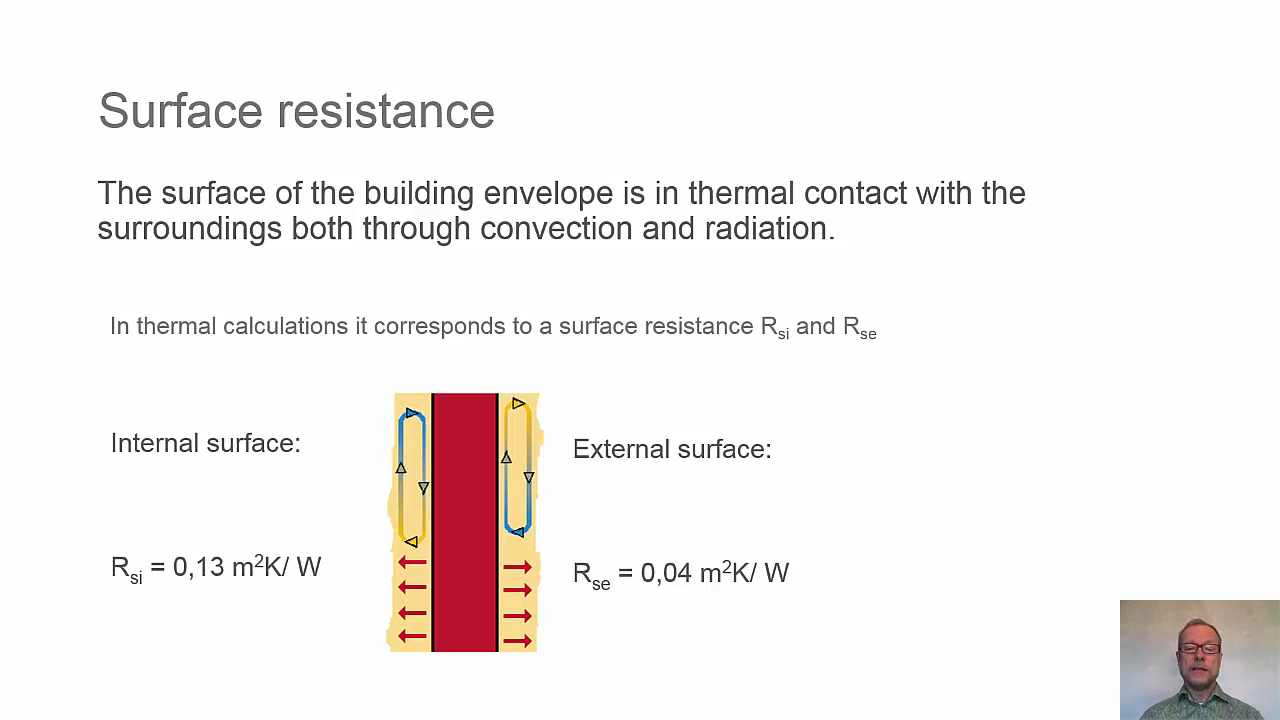 Surface resistance
The surface of the building envelope is in thermal contact with the
surroundings both through convection and radiation.
In thermal calculations it corresponds to a surface resistance Rsi and Rse
Internal surface:
External surface:
Rsi = 0,13 m²K/ W
Rse = 0,04 m²K/ W